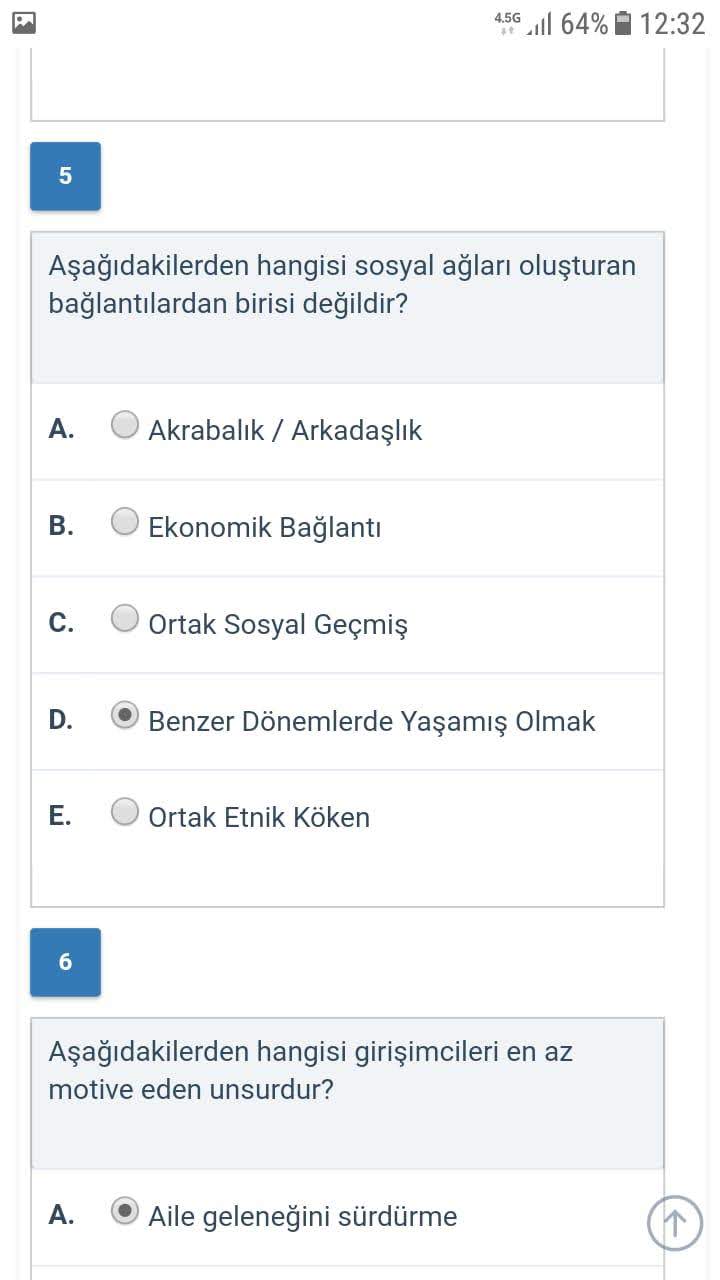 4.5G 64% 12:32
5
Aşağıdakilerden hangisi sosyal ağları oluşturan
bağlantılardan birisi değildir?
A. Akrabalık / Arkadaşlık
B. Ekonomik Bağlantı
C. Ortak Sosyal Geçmiş
D. Benzer Dönemlerde Yaşamış Olmak
E. Ortak Etnik Köken
6
Aşağıdakilerden hangisi girişimcileri en az
motive eden unsurdur?
A. Aile geleneğini sürdürme